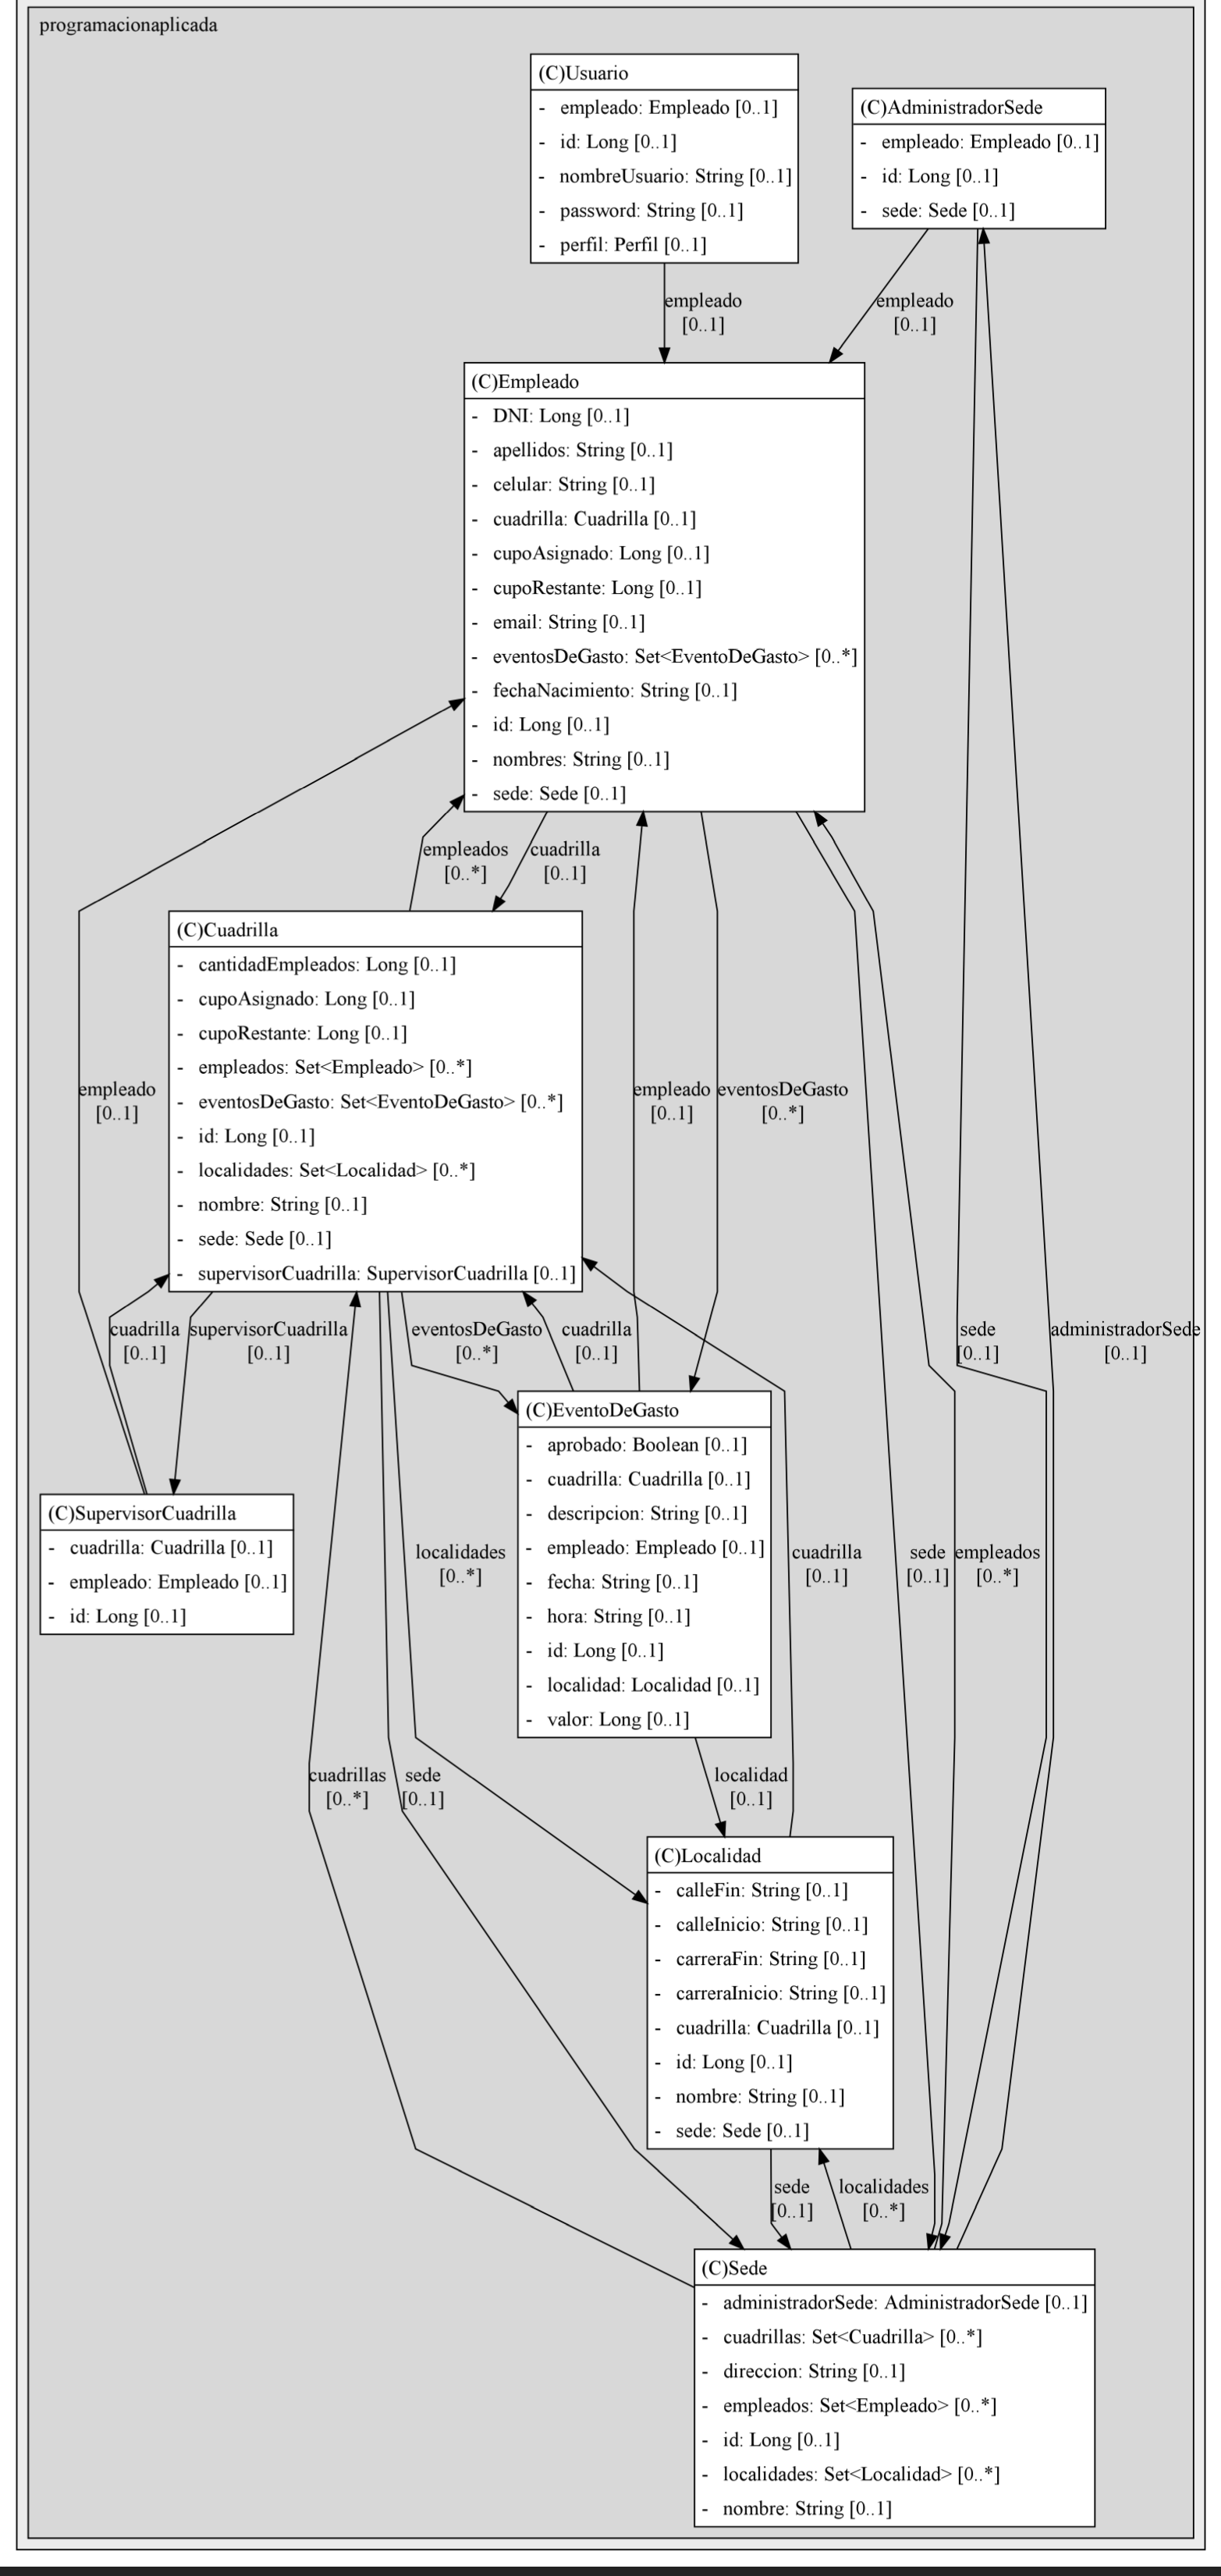 programacionaplicada
(C)Usuario
- empleado: Empleado [0..1]
- id: Long [0..1]
- nombreUsuario: String [0..1]
- password: String [0..1]
- perfil: Perfil [0..1]
(C)AdministradorSede
- empleado: Empleado [0..1]
- id: Long [0..1]
- sede: Sede [0..1]
empleado
[0..1]
empleado
[0..1]
(C)Empleado
- DNI: Long [0..1]
- apellidos: String [0..1]
- celular: String [0..1]
- cuadrilla: Cuadrilla [0..1]
- cupoAsignado: Long [0..1]
- cupoRestante: Long [0..1]
- email: String [0..1]
- eventosDeGasto: Set<EventoDeGasto> [0..*]
- fechaNacimiento: String [0..1]
- id: Long [0..1]
- nombres: String [0..1]
- sede: Sede [0..1]
empleados
[0..*]
cuadrilla
[0..1]
(C)Cuadrilla
- cantidadEmpleados: Long [0..1]
- cupoAsignado: Long [0..1]
- cupoRestante: Long [0..1]
- empleados: Set<Empleado> [0..*]
- eventosDeGasto: Set<EventoDeGasto> [0..*]
- id: Long [0..1]
- localidades: Set<Localidad> [0..*]
- nombre: String [0..1]
- sede: Sede [0..1]
- supervisorCuadrilla: SupervisorCuadrilla [0..1]
empleado
[0..1]
empleado
[0..1]
eventosDeGasto
[0..*]
cuadrilla
[0..1]
supervisorCuadrilla
[0..1]
eventosDeGasto
[0..*]
cuadrilla
[0..1]
sede
[0..1]
administradorSede
[0..1]
(C)EventoDeGasto
- aprobado: Boolean [0..1]
- cuadrilla: Cuadrilla [0..1]
- descripcion: String [0..1]
- empleado: Empleado [0..1]
- fecha: String [0..1]
- hora: String [0..1]
- id: Long [0..1]
- localidad: Localidad [0..1]
- valor: Long [0..1]
(C)SupervisorCuadrilla
- cuadrilla: Cuadrilla [0..1]
- empleado: Empleado [0..1]
- id: Long [0..1]
localidades
[0..*]
cuadrilla
[0..1]
sede
[0..1]
empleados
[0..*]
cuadrillas
[0..*]
sede
[0..1]
localidad
[0..1]
(C)Localidad
- calleFin: String [0..1]
- calleInicio: String [0..1]
- carreraFin: String [0..1]
- carreraInicio: String [0..1]
- cuadrilla: Cuadrilla [0..1]
- id: Long [0..1]
- nombre: String [0..1]
- sede: Sede [0..1]
sede
[0..1]
localidades
[0..*]
(C)Sede
- administradorSede: AdministradorSede [0..1]
- cuadrillas: Set<Cuadrilla> [0..*]
- direccion: String [0..1]
- empleados: Set<Empleado> [0..*]
- id: Long [0..1]
- localidades: Set<Localidad> [0..*]
- nombre: String [0..1]